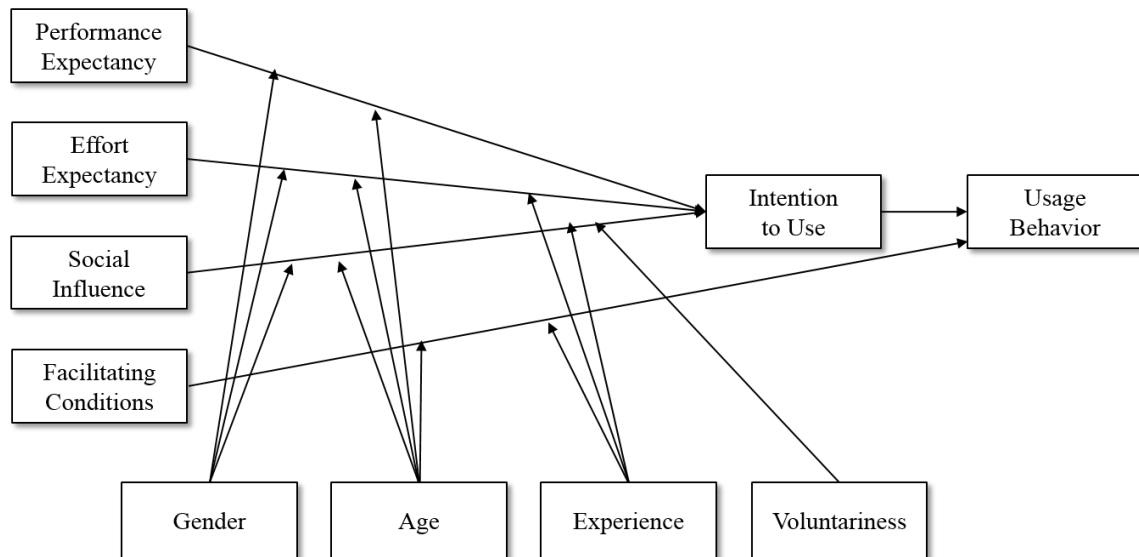 Performance
Expectancy
Effort
Expectancy
Social
Influence
Facilitating
Conditions
Intention
to Use
Usage
Behavior
Gender
Age
Experience
Voluntariness